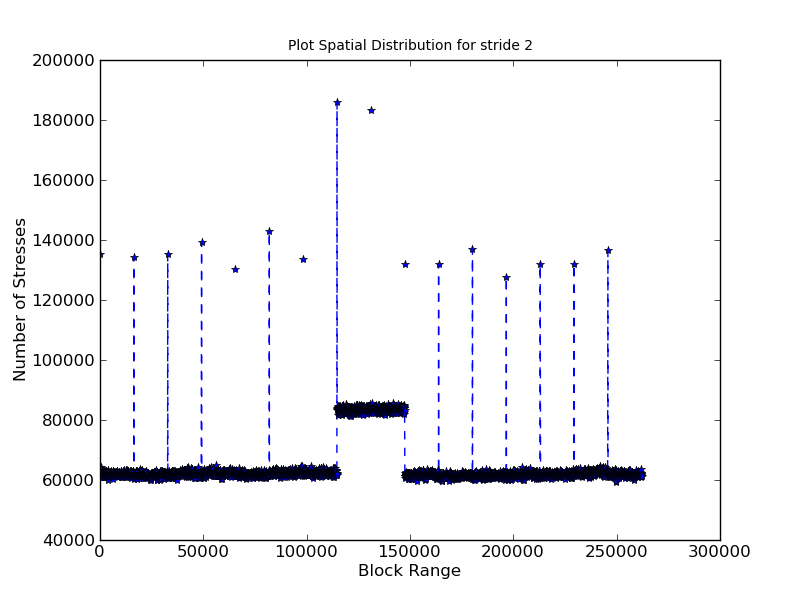 Plot Spatial Distribution for stride 2
200000
180000
160000
140000
120000
100000
80000
60000
40000
Number of Stresses
0 50000 100000 150000 200000 250000 300000
Block Range